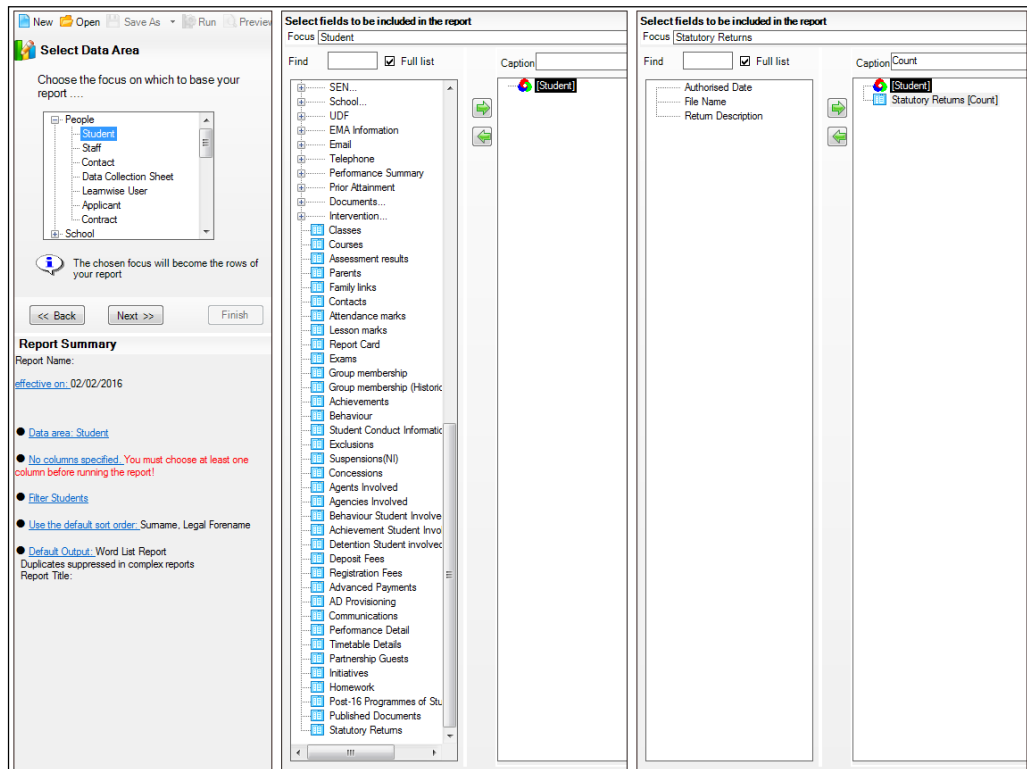 New Open Save As Run Preview
Select Data Area
Choose the focus on which to base your
report ....
People
Student
Staff
Contact
Data Collection Sheet
Learnwise User
Applicant
Contract
School
The chosen focus will become the rows of
your report
<< Back Next >> Finish
Report Summary
Report Name:
effective on: 02/02/2016
Data area: Student
No columns specified. You must choose at least one
column before running the report!
Filter Students
Use the default sort order: Surname, Legal Forename
Default Output: Word List Report
Duplicates suppressed in complex reports
Report Title:
Select fields to be included in the report
Focus Student
Find Full list Caption
SEN...
School...
UDF
EMA Information
Email
Telephone
Performance Summary
Prior Attainment
Documents...
Intervention...
Classes
Courses
Assessment results
Parents
Family links
Contacts
Attendance marks
Lesson marks
Report Card
Exams
Group membership
Group membership (Historic
Achievements
Behaviour
Student Conduct Informatic
Exclusions
Suspensions(NI)
Concessions
Agents Involved
Agencies Involved
Behaviour Student Involve
Achievement Student Invo
Detention Student involved
Deposit Fees
Registration Fees
Advanced Payments
AD Provisioning
Communications
Performance Detail
Timetable Details
Partnership Guests
Initiatives
Homework
Post-16 Programmes of Stu
Published Documents
Statutory Returns
[Student]
Select fields to be included in the report
Focus Statutory Returns
Find Full list Caption Count
Authorised Date
File Name
Return Description
[Student]
Statutory Returns [Count]